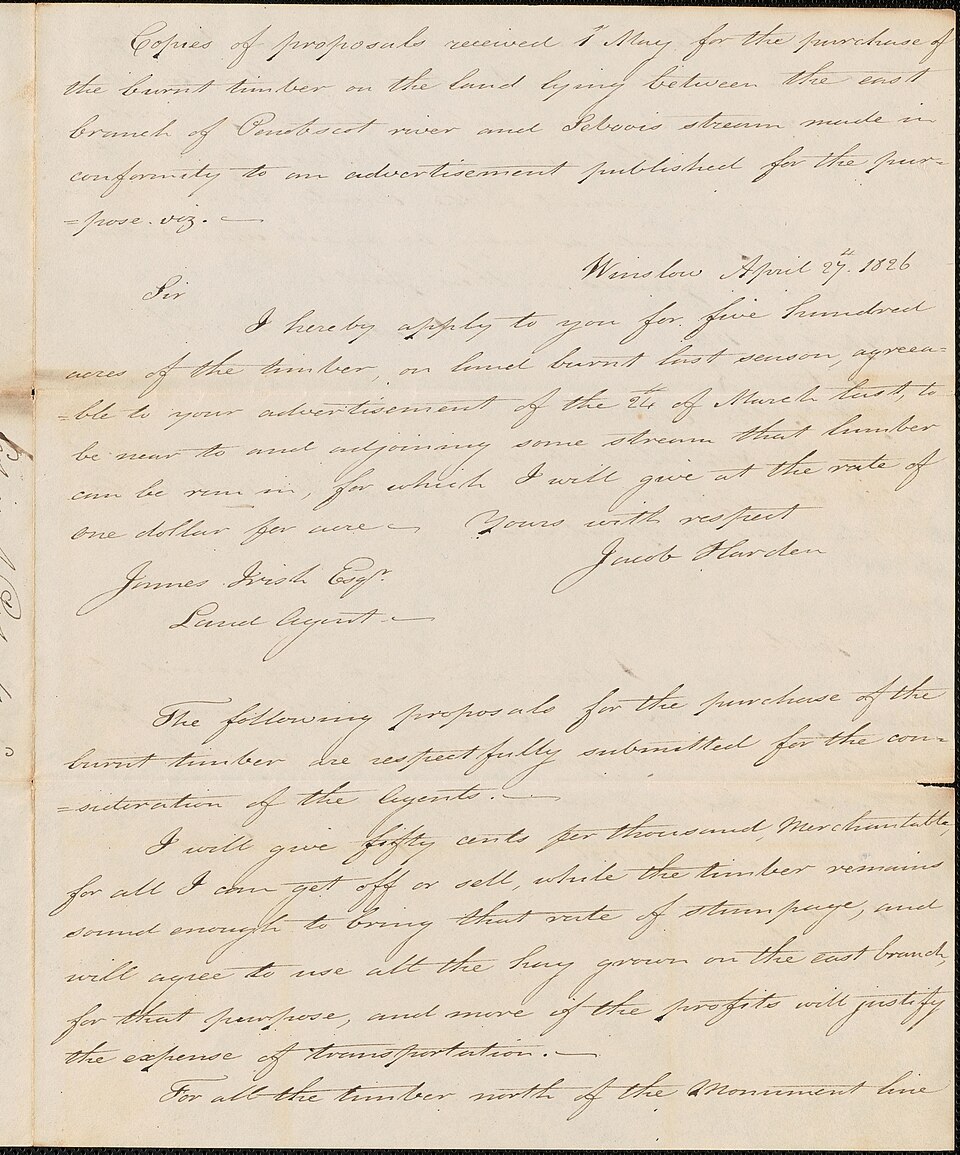 Copies of proposals received 1st May for the purchase of
the burnt timber on the land lying between the east
branch of Penobscot river and Seboois stream made in
conformity to an advertisement published for the pur-
=pose. viz. —
Winslow April 27th. 1826
Sir
I hereby apply to you for five hundred
acres of the timber, on land burnt last season, agreea-
=ble to your advertisement of the 24th of March last, to
be near to and adjoining some stream that lumber
can be run in, for which I will give at the rate of
one dollar per acre — Yours with respect
Jacob Harden
James Irish Esqr.
Land Agent. —
The following proposals for the purchase of the
burnt timber are respectfully submitted for the con-
=sideration of the Agents. —
I will give fifty cents per thousand, Merchantable,
for all I can get off or sell, while the timber remains
sound enough to bring that rate of stumpage, and
will agree to use all the hay grown on the east branch,
for that purpose, and more if the profits will justify
the expense of transportation. —
For all the timber north of the Monument line